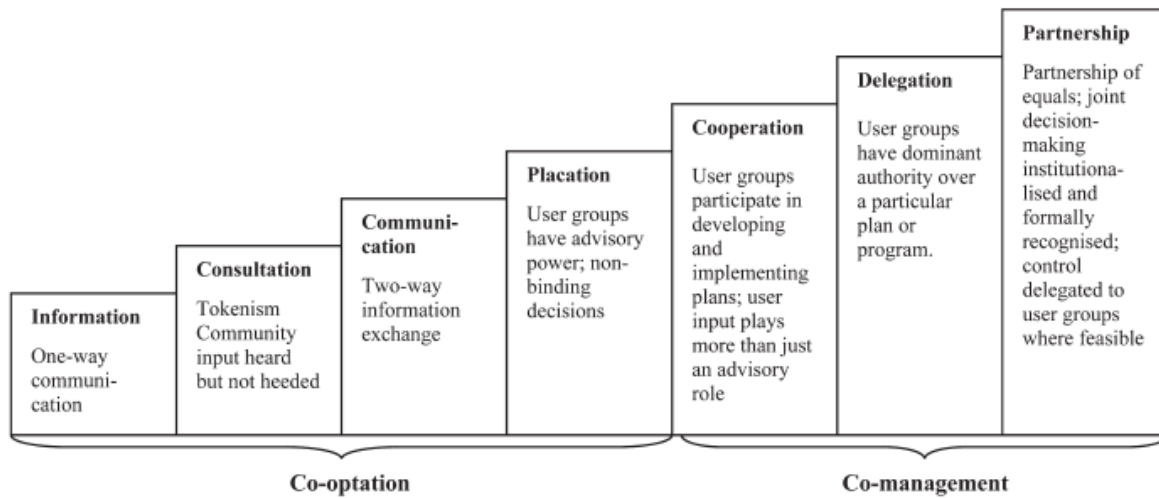 Information
One-way
communi-
cation
Consultation
Tokenism
Community
input heard
but not heeded
Communi-
cation
Two-way
information
exchange
Placation
User groups
have advisory
power; non-
binding
decisions
Cooperation
User groups
participate in
developing
and
implementing
plans; user
input plays
more than just
an advisory
role
Delegation
User groups
have dominant
authority over
a particular
plan or
program.
Partnership
Partnership of
equals; joint
decision-
making
institutiona-
lised and
formally
recognised;
control
delegated to
user groups
where feasible
Co-optation
Co-management